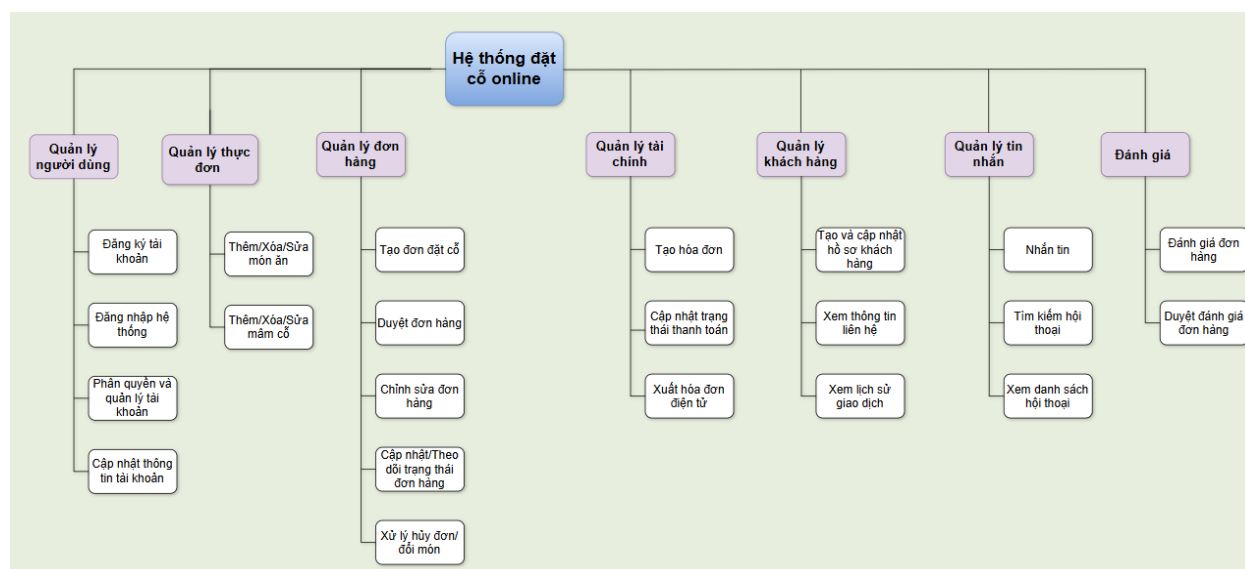 Hệ thống đặt
cỗ online
Quản lý
người dùng
Quản lý thực
đơn
Quản lý đơn
hàng
Quản lý tài
chính
Quản lý
khách hàng
Quản lý tin
nhắn
Đánh giá
Đăng ký tài
khoản
Đăng nhập hệ
thống
Phân quyền và
quản lý tài
khoản
Cập nhật thông
tin tài khoản
Thêm/Xóa/Sửa
món ăn
Thêm/Xóa/Sửa
mâm cỗ
Tạo đơn đặt cỗ
Duyệt đơn hàng
Chỉnh sửa đơn
hàng
Cập nhật/Theo
dõi trạng thái
đơn hàng
Xử lý hủy đơn/
đổi món
Tạo hóa đơn
Cập nhật trạng
thái thanh toán
Xuất hóa đơn
điện tử
Tạo và cập nhật
hồ sơ khách
hàng
Xem thông tin
liên hệ
Xem lịch sử
giao dịch
Nhắn tin
Tìm kiếm hội
thoại
Xem danh sách
hội thoại
Đánh giá đơn
hàng
Duyệt đánh giá
đơn hàng